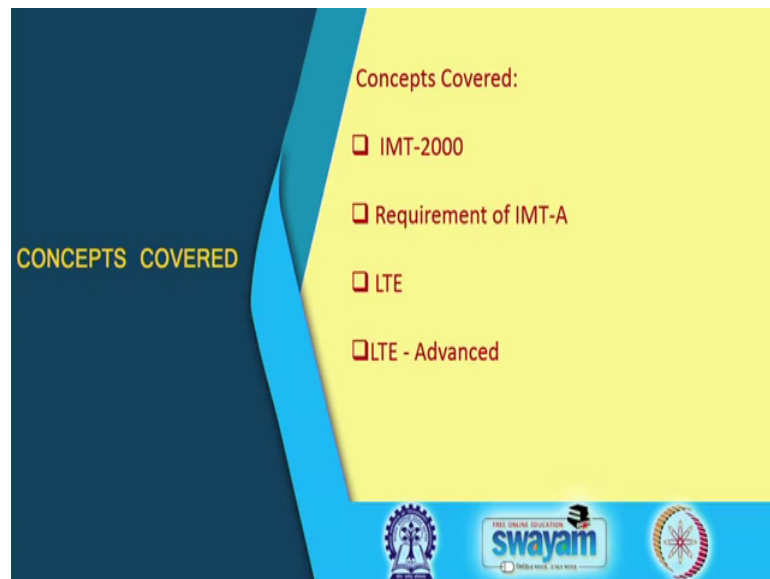 CONCEPTS COVERED
Concepts Covered:
IMT-2000
Requirement of IMT-A
LTE
LTE - Advanced
FREE ONLINE EDUCATION
swayam